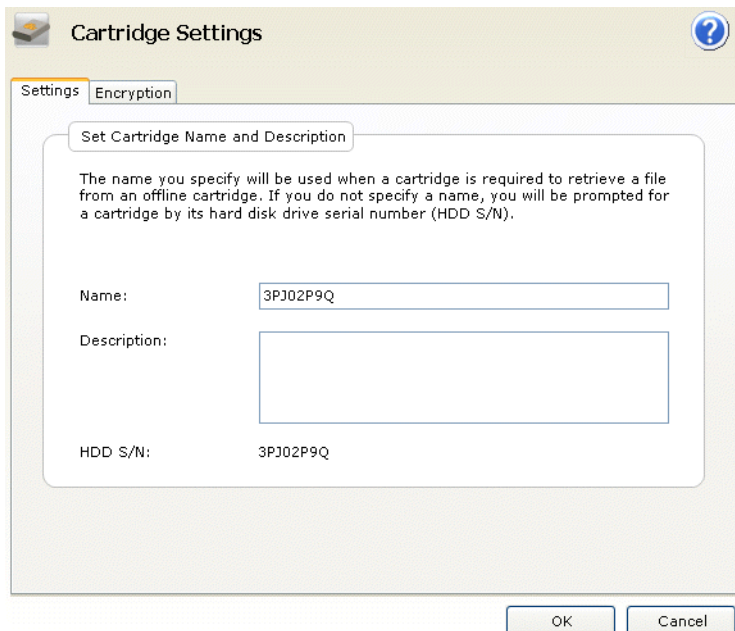 Cartridge Settings
Settings
Encryption
Set Cartridge Name and Description
The name you specify will be used when a cartridge is required to retrieve a file
from an offline cartridge. If you do not specify a name, you will be prompted for
a cartridge by its hard disk drive serial number (HDD S/N).
Name: 3PJ02P9Q
Description:
HDD S/N: 3PJ02P9Q
OK Cancel